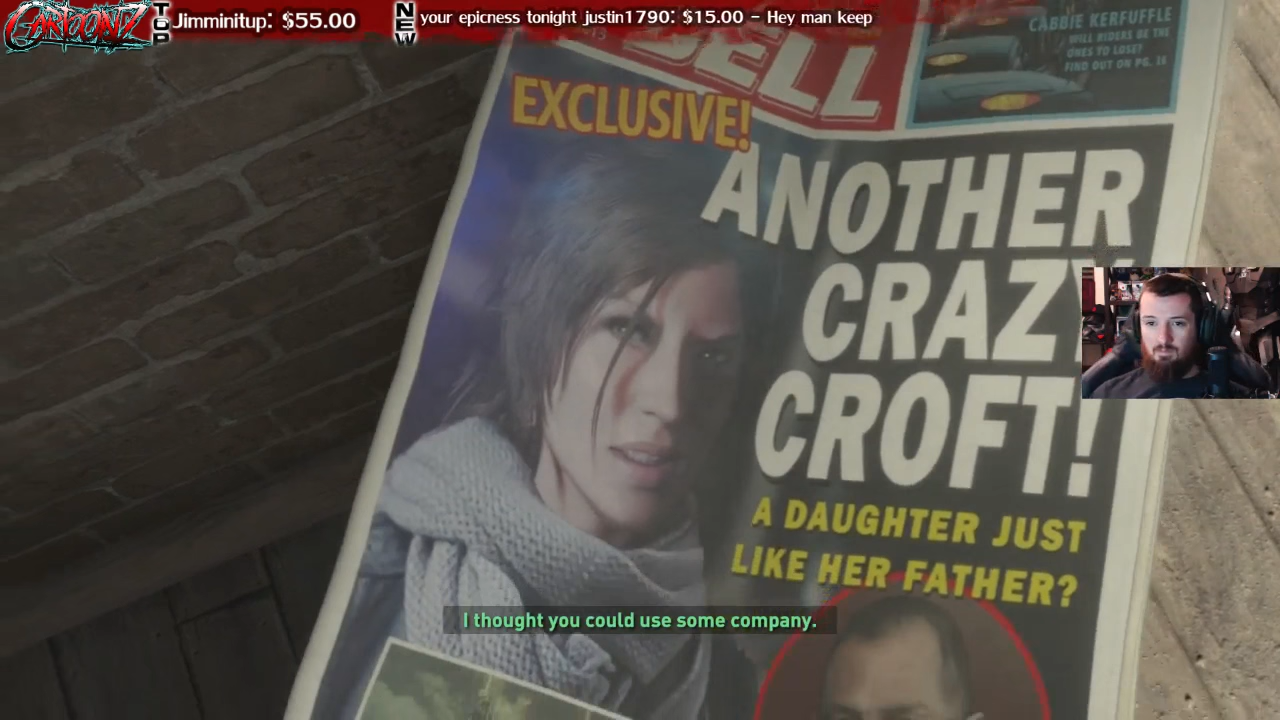 CARTOONZ
TOP
Jimminitup: $55.00
NEW
your epicness tonight justin1790: $15.00 - Hey man keep
BELL
CABBIE KERFUFFLE
WILL RIDERS BE THE
ONES TO LOSE?
FIND OUT ON PG. 18
EXCLUSIVE!
ANOTHER
CRAZY
CROFT!
A DAUGHTER JUST
LIKE HER FATHER?
I thought you could use some company.